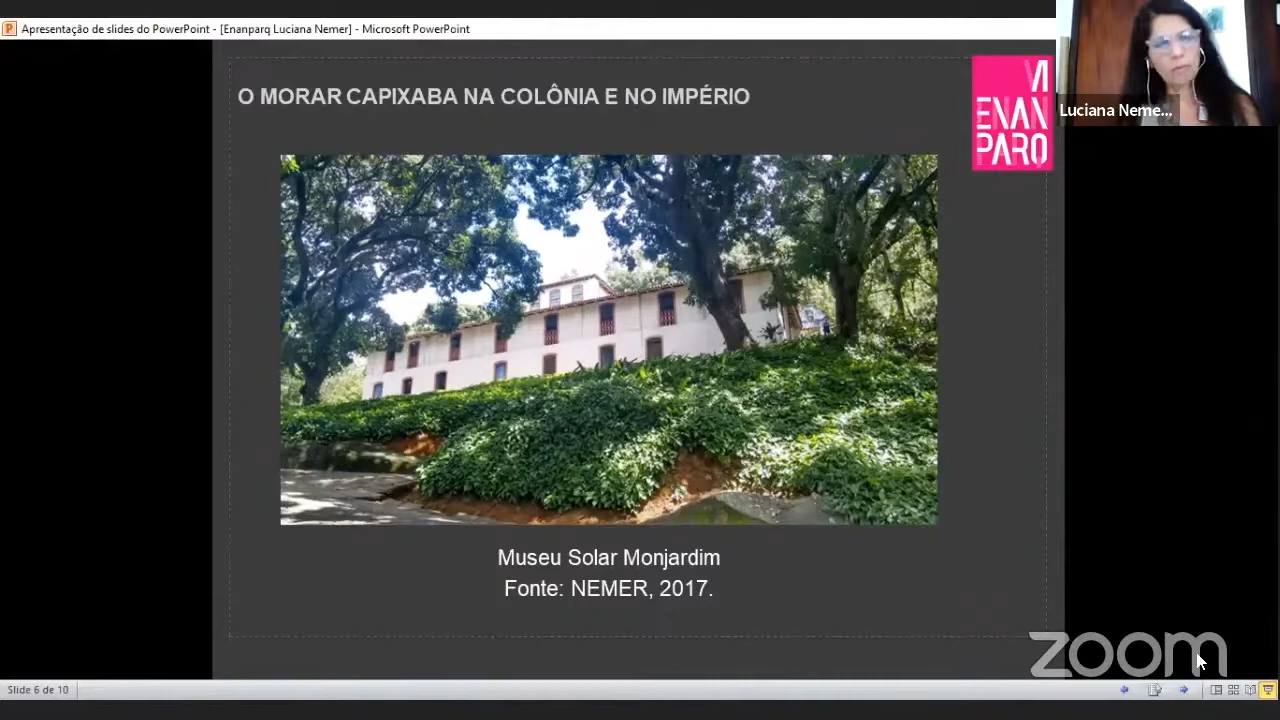 Apresentação de slides do PowerPoint - [Enanparq Luciana Nemer] - Microsoft PowerPoint
O MORAR CAPIXABA NA COLÔNIA E NO IMPÉRIO
VI
ENAN
PARQ
Luciana Neme...
Museu Solar Monjardim
Fonte: NEMER, 2017.
zoom
Slide 6 de 10